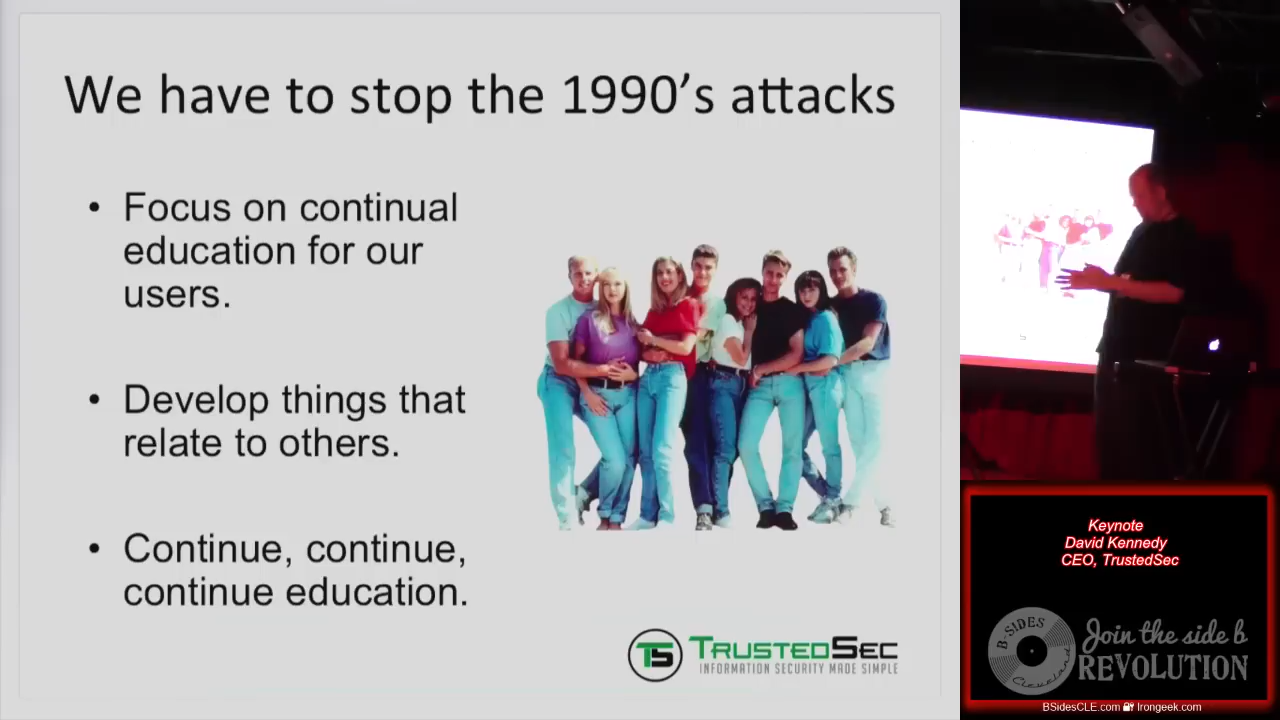 We have to stop the 1990's attacks
• Focus on continual
education for our
users.
• Develop things that
relate to others.
• Continue, continue,
continue education.
TS TRUSTEDSEC
INFORMATION SECURITY MADE SIMPLE
Keynote
David Kennedy
CEO, TrustedSec
B-SIDES
Cleveland
Join the side b
REVOLUTION
BSidesCLE.com Irongeek.com